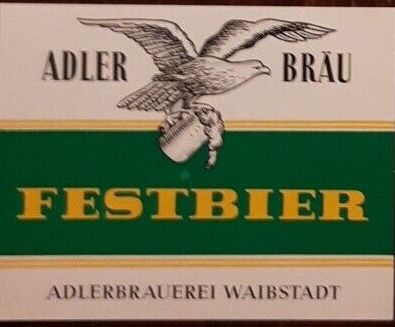 ADLER BRÄU
FESTBIER
ADLERBRAUEREI WAIBSTADT